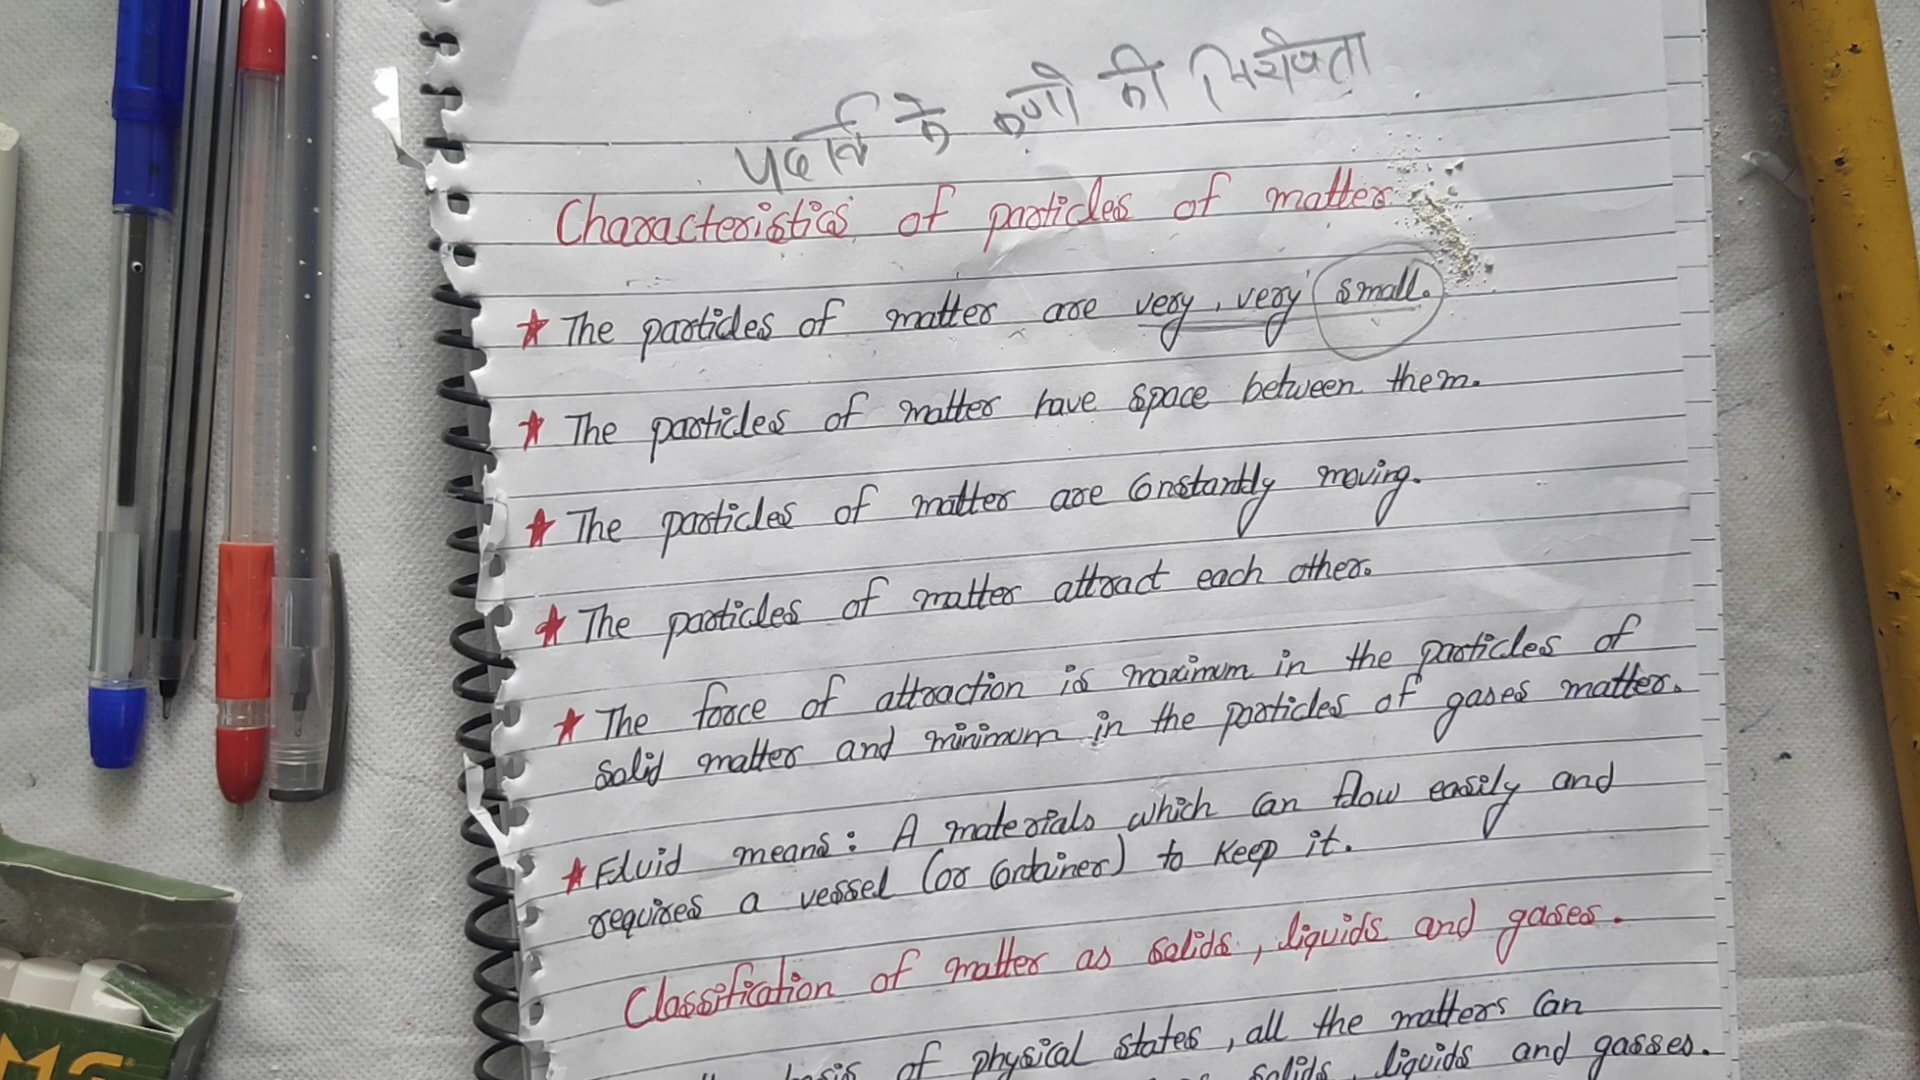 पदार्थ के कणो की विशेषता
Characteristics of particles of matter
★ The particles of matter are very, very small.
★ The particles of matter have space between them.
★ The particles of matter are Constantly moving.
★ The particles of matter attract each other.
★ The force of attraction is maximum in the particles of
solid matter and minimum in the particles of gases matter.
★ Fluid means: A materials which can flow easily and
requires a vessel (or Container) to keep it.
Classification of matter as solids, liquids and gases.
of physical states, all the matters can
solids, liquids and gasses.